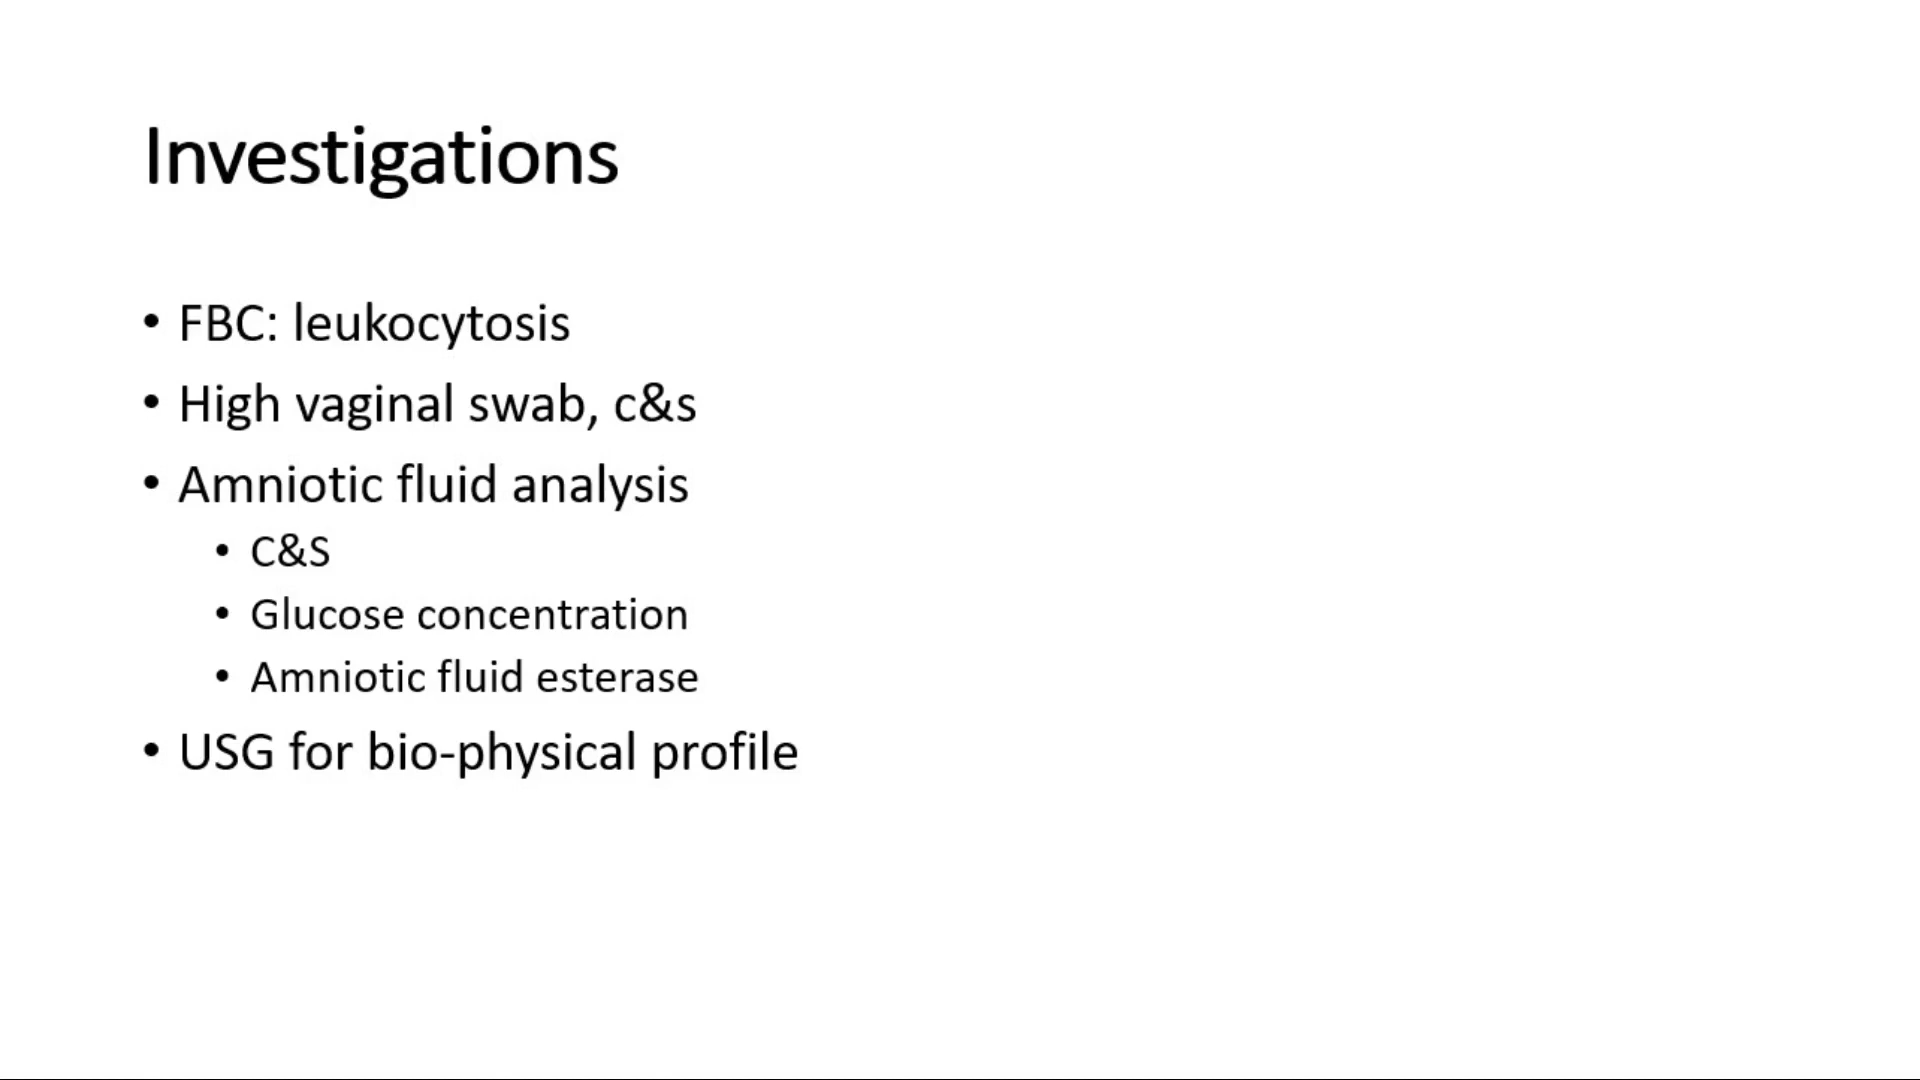 Investigations
• FBC: leukocytosis
• High vaginal swab, c&s
• Amniotic fluid analysis
• C&S
• Glucose concentration
• Amniotic fluid esterase
• USG for bio-physical profile